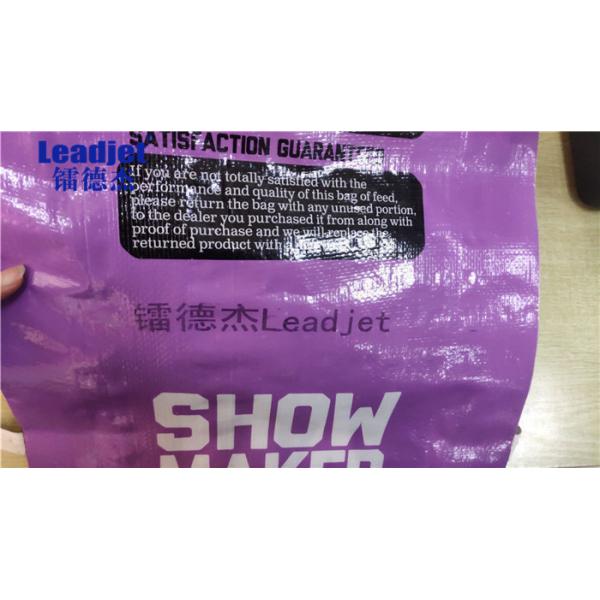 Leadjet
镭德杰
SATISFACTION GUARANTEED
If you are not totally satisfied with the
performance and quality of this bag of feed,
please return the bag with any unused portion,
to the dealer you purchased it from along with
proof of purchase and we will replace the
returned product with
镭德杰Leadjet
SHOW
MAKER